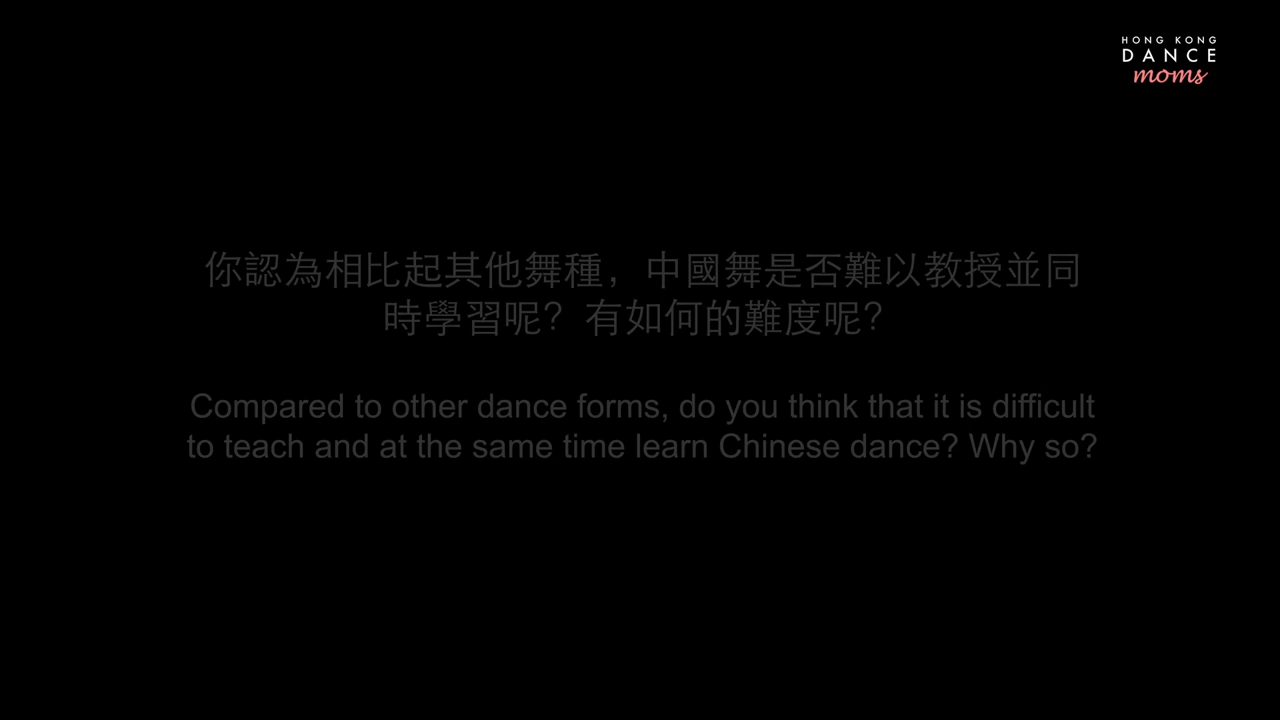 HONG KONG
DANCE
moms
你認為相比起其他舞種，中國舞是否難以教授並同
時學習呢？有如何的難度呢？
Compared to other dance forms, do you think that it is difficult
to teach and at the same time learn Chinese dance? Why so?